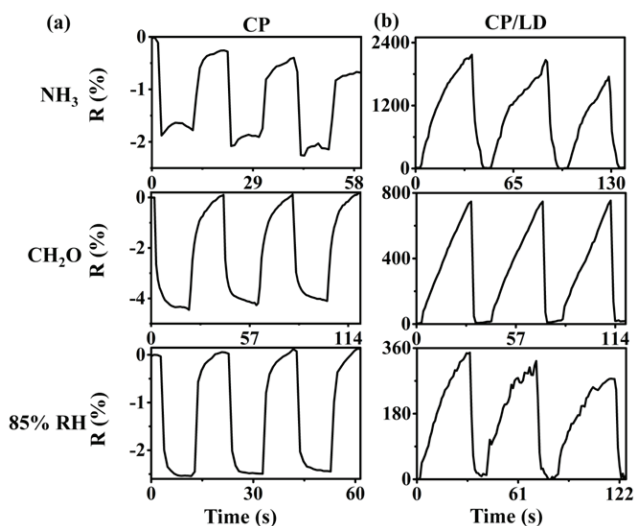 (a) CP (b) CP/LD
NH3 R (%) 0 -1 -2 0 29 58
2400 1200 0 0 65 130
CH2O R (%) 0 -2 -4 0 57 114
800 400 0 0 57 114
85% RH R (%) 0 -1 -2 0 30 60
360 180 0 0 61 122
Time (s) Time (s)